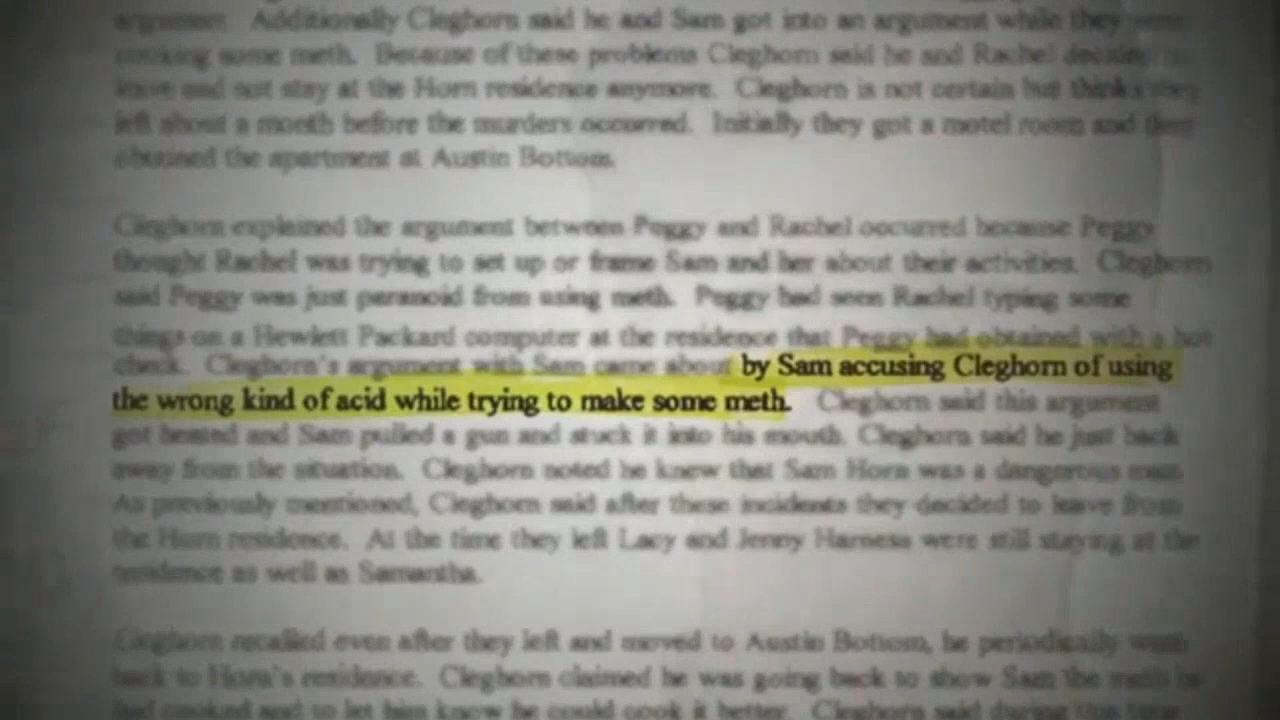 argument. Additionally Cleghorn said he and Sam got into an argument while they were
cooking some meth. Because of these problems Cleghorn said he and Rachel decided to
leave and not stay at the Horn residence anymore. Cleghorn is not certain but thinks they
left about a month before the murders occurred. Initially they got a motel room and then
obtained the apartment at Austin Bottom.
Cleghorn explained the argument between Peggy and Rachel occurred because Peggy
thought Rachel was trying to set up or frame Sam and her about their activities. Cleghorn
said Peggy was just paranoid from using meth. Peggy had seen Rachel typing some
things on a Hewlett Packard computer at the residence that Peggy had obtained with a hot
check. Cleghorn's argument with Sam came about by Sam accusing Cleghorn of using
the wrong kind of acid while trying to make some meth. Cleghorn said this argument
got heated and Sam pulled a gun and stuck it into his mouth. Cleghorn said he just back
away from the situation. Cleghorn noted he knew that Sam Horn was a dangerous man.
As previously mentioned, Cleghorn said after these incidents they decided to leave from
the Horn residence. At the time they left Lacy and Jenny Harness were still staying at the
residence as well as Samantha.
Cleghorn recalled even after they left and moved to Austin Bottom, he periodically went
back to Horn's residence. Cleghorn claimed he was going back to show Sam the meth he
had cooked and to let him know he could cook it better. Cleghorn said during this time